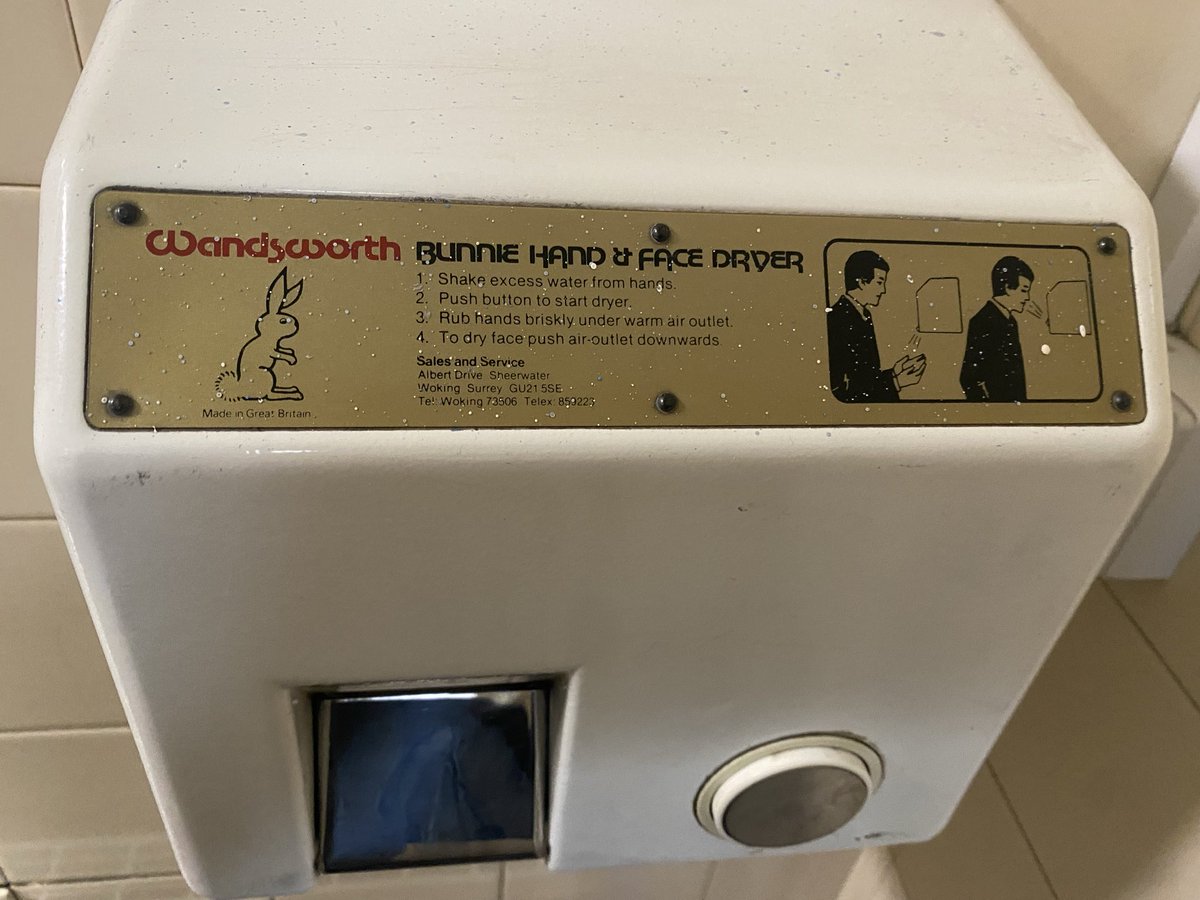 Wandsworth BUNNIE HAND & FACE DRYER
1. Shake excess water from hands.
2. Push button to start dryer.
3. Rub hands briskly under warm air outlet.
4. To dry face push air-outlet downwards.
Sales and Service
Albert Drive Sheerwater
Woking Surrey GU21 5SE
Tel: Woking 73506 Telex: 859223
Made in Great Britain